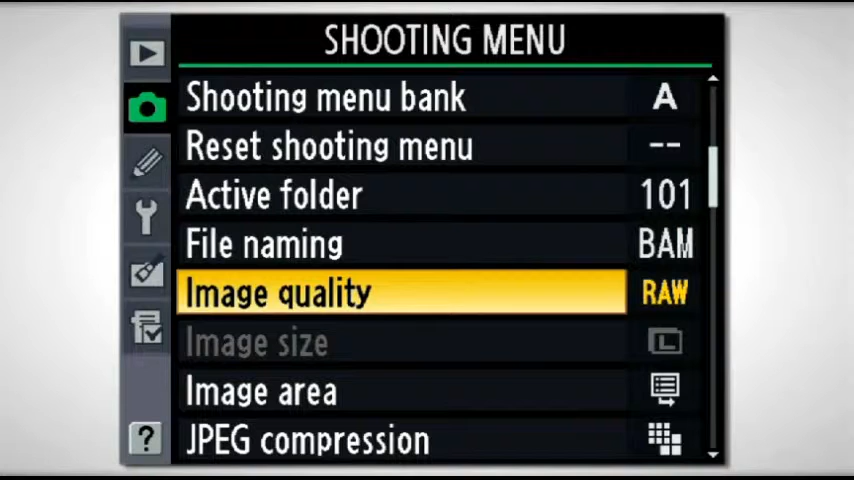 SHOOTING MENU
Shooting menu bank A
Reset shooting menu --
Active folder 101
File naming BAM
Image quality RAW
Image size L
Image area
JPEG compression
?